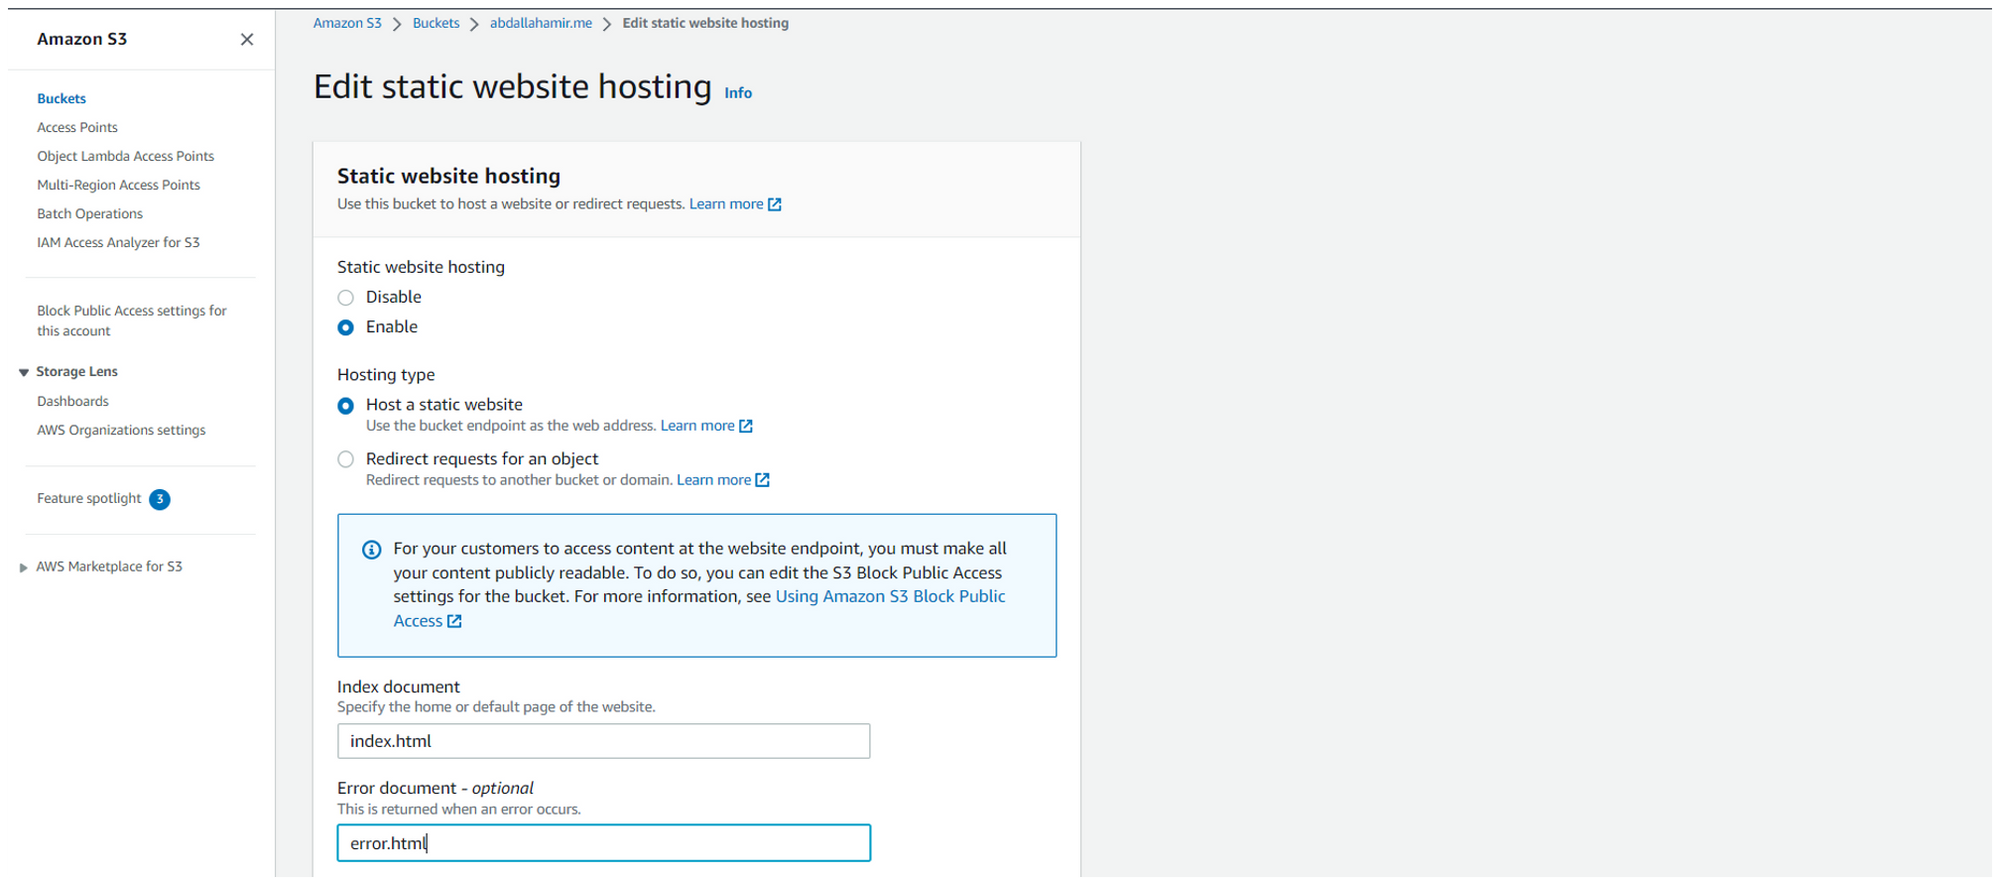 Amazon S3
Buckets
Access Points
Object Lambda Access Points
Multi-Region Access Points
Batch Operations
IAM Access Analyzer for S3
Block Public Access settings for
this account
Storage Lens
Dashboards
AWS Organizations settings
Feature spotlight 3
AWS Marketplace for S3
Amazon S3 > Buckets > abdallahamir.me > Edit static website hosting
Edit static website hosting Info
Static website hosting
Use this bucket to host a website or redirect requests. Learn more
Static website hosting
Disable
Enable
Hosting type
Host a static website
Use the bucket endpoint as the web address. Learn more
Redirect requests for an object
Redirect requests to another bucket or domain. Learn more
For your customers to access content at the website endpoint, you must make all
your content publicly readable. To do so, you can edit the S3 Block Public Access
settings for the bucket. For more information, see Using Amazon S3 Block Public
Access
Index document
Specify the home or default page of the website.
index.html
Error document - optional
This is returned when an error occurs.
error.html